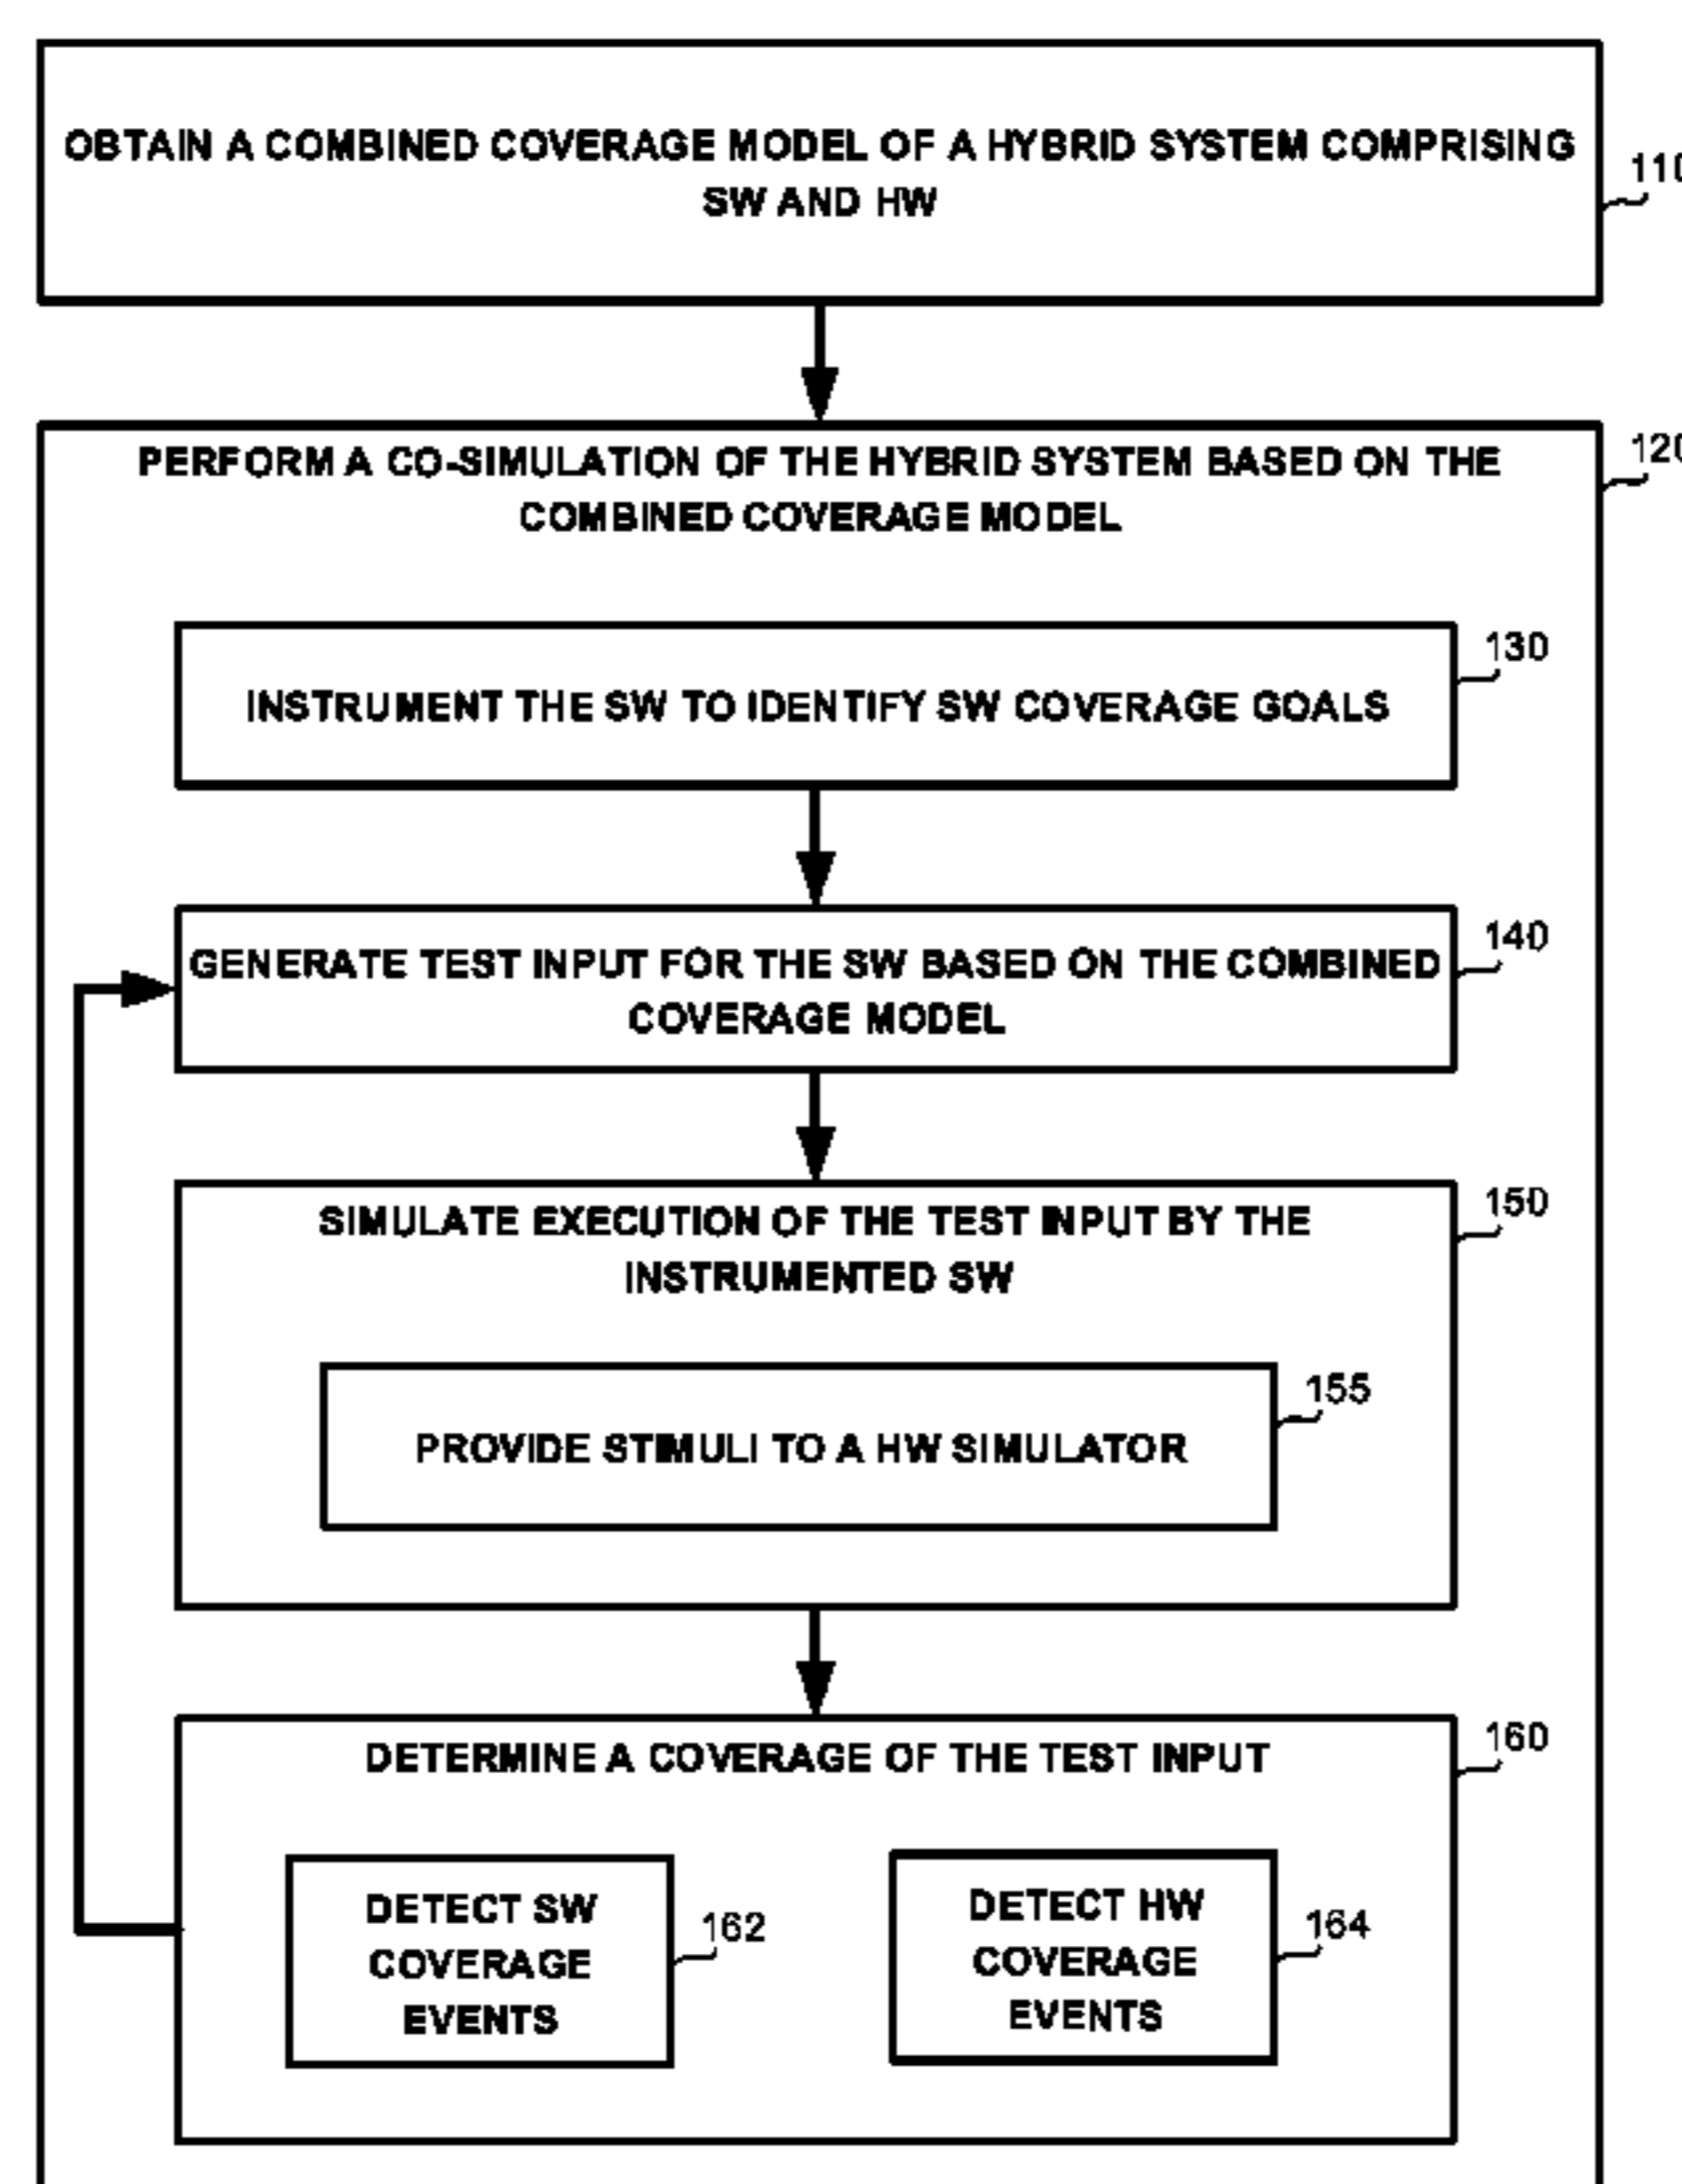 OBTAIN A COMBINED COVERAGE MODEL OF A HYBRID SYSTEM COMPRISING
SW AND HW
110
PERFORM A CO-SIMULATION OF THE HYBRID SYSTEM BASED ON THE
COMBINED COVERAGE MODEL
120
130
INSTRUMENT THE SW TO IDENTIFY SW COVERAGE GOALS
140
GENERATE TEST INPUT FOR THE SW BASED ON THE COMBINED
COVERAGE MODEL
150
SIMULATE EXECUTION OF THE TEST INPUT BY THE
INSTRUMENTED SW
155
PROVIDE STIMULI TO A HW SIMULATOR
160
DETERMINE A COVERAGE OF THE TEST INPUT
DETECT SW
COVERAGE
EVENTS
162
DETECT HW
COVERAGE
EVENTS
164